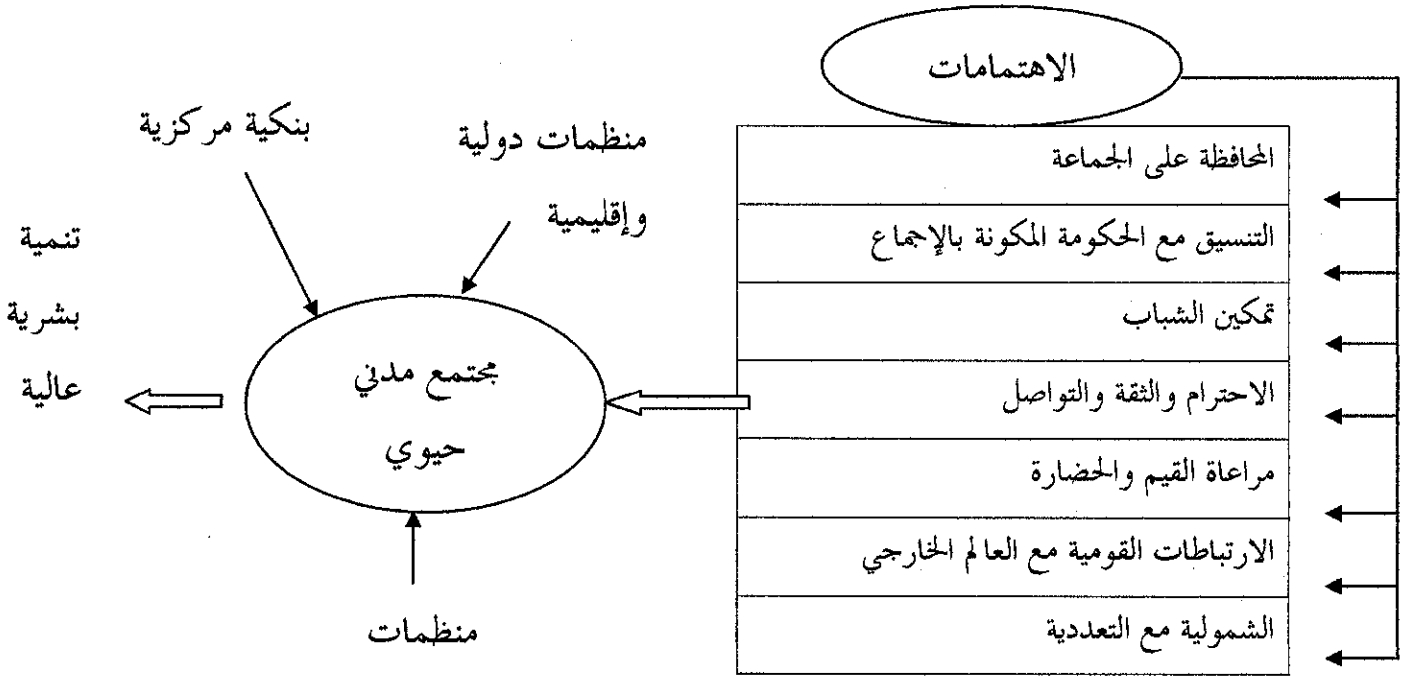 الاهتمامات
المحافظة على الجماعة
التنسيق مع الحكومة المكونة بالإجماع
تمكين الشباب
الاحترام والثقة والتواصل
مراعاة القيم والحضارة
الارتباطات القومية مع العالم الخارجي
الشمولية مع التعددية
منظمات دولية
وإقليمية
بنكية مركزية
مجتمع مدني
حيوي
منظمات
تنمية
بشرية
عالية